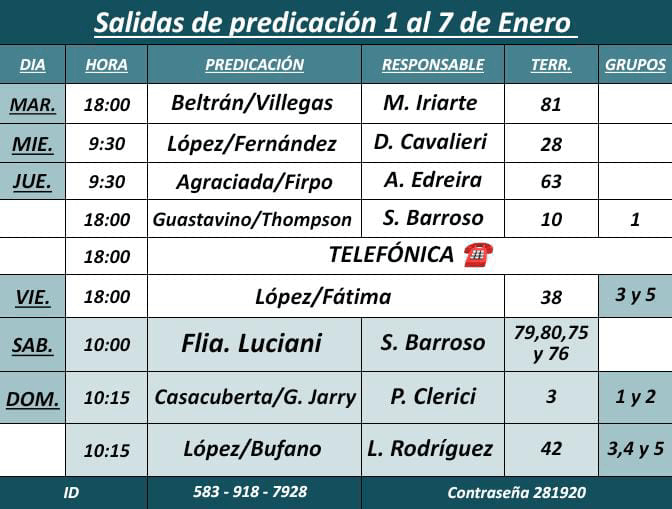 Salidas de predicación 1 al 7 de Enero
DIA HORA PREDICACIÓN RESPONSABLE TERR. GRUPOS
MAR. 18:00 Beltrán/Villegas M. Iriarte 81
MIE. 9:30 López/Fernández D. Cavalieri 28
JUE. 9:30 Agraciada/Firpo A. Edreira 63
18:00 Guastavino/Thompson S. Barroso 10 1
18:00 TELEFÓNICA ☎️
VIE. 18:00 López/Fátima 38 3 y 5
SAB. 10:00 Flia. Luciani S. Barroso 79,80,75
y 76
DOM. 10:15 Casacuberta/G. Jarry P. Clerici 3 1 y 2
10:15 López/Bufano L. Rodríguez 42 3,4 y 5
ID 583 - 918 - 7928 Contraseña 281920